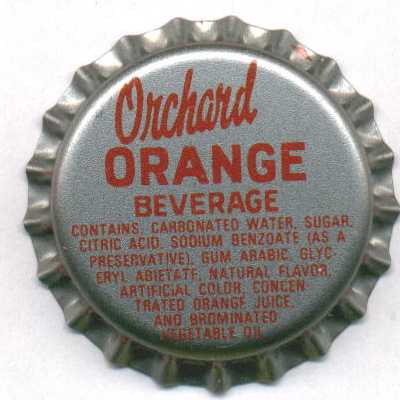 Orchard
ORANGE
BEVERAGE
CONTAINS, CARBONATED WATER, SUGAR,
CITRIC ACID, SODIUM BENZOATE (AS A
PRESERVATIVE), GUM ARABIC, GLYC-
ERYL ABIETATE, NATURAL FLAVOR,
ARTIFICIAL COLOR, CONCEN-
TRATED ORANGE JUICE,
AND BROMINATED
VEGETABLE OIL